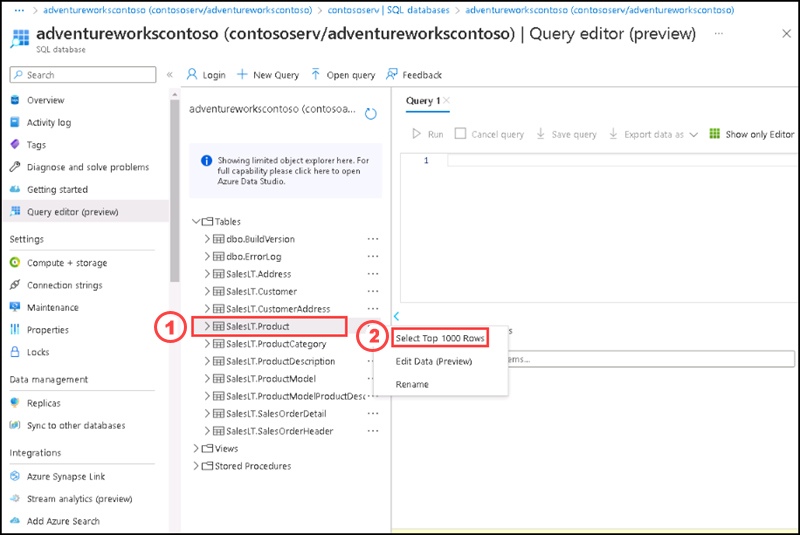 ··· > adventureworkscontoso (contososerv/adventureworkscontoso) > contososerv | SQL databases > adventureworkscontoso (contososerv/adventureworkscontoso)
adventureworkscontoso (contososerv/adventureworkscontoso) | Query editor (preview) ···
SQL database
Search
Login
New Query
Open query
Feedback
Overview
Activity log
Tags
Diagnose and solve problems
Getting started
Query editor (preview)
Settings
Compute + storage
Connection strings
Maintenance
Properties
Locks
Data management
Replicas
Sync to other databases
Integrations
Azure Synapse Link
Stream analytics (preview)
Add Azure Search
adventureworkscontoso (contosoa...
Showing limited object explorer here. For
full capability please click here to open
Azure Data Studio.
Tables
dbo.BuildVersion ···
dbo.ErrorLog ···
SalesLT.Address ···
SalesLT.Customer ···
SalesLT.CustomerAddress ···
1
SalesLT.Product
SalesLT.ProductCategory
SalesLT.ProductDescription
SalesLT.ProductModel
SalesLT.ProductModelProductDesc
SalesLT.SalesOrderDetail ···
SalesLT.SalesOrderHeader ···
Views
Stored Procedures
2
Select Top 1000 Rows
Edit Data (Preview)
Rename
Query 1
Run
Cancel query
Save query
Export data as
Show only Editor
1